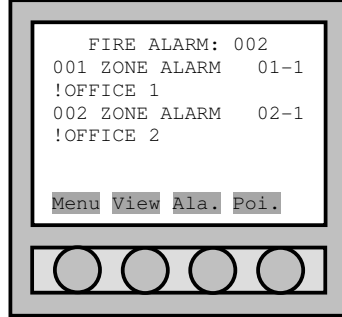 FIRE ALARM: 002
001 ZONE ALARM 01-1
!OFFICE 1
002 ZONE ALARM 02-1
!OFFICE 2
Menu View Ala. Poi.